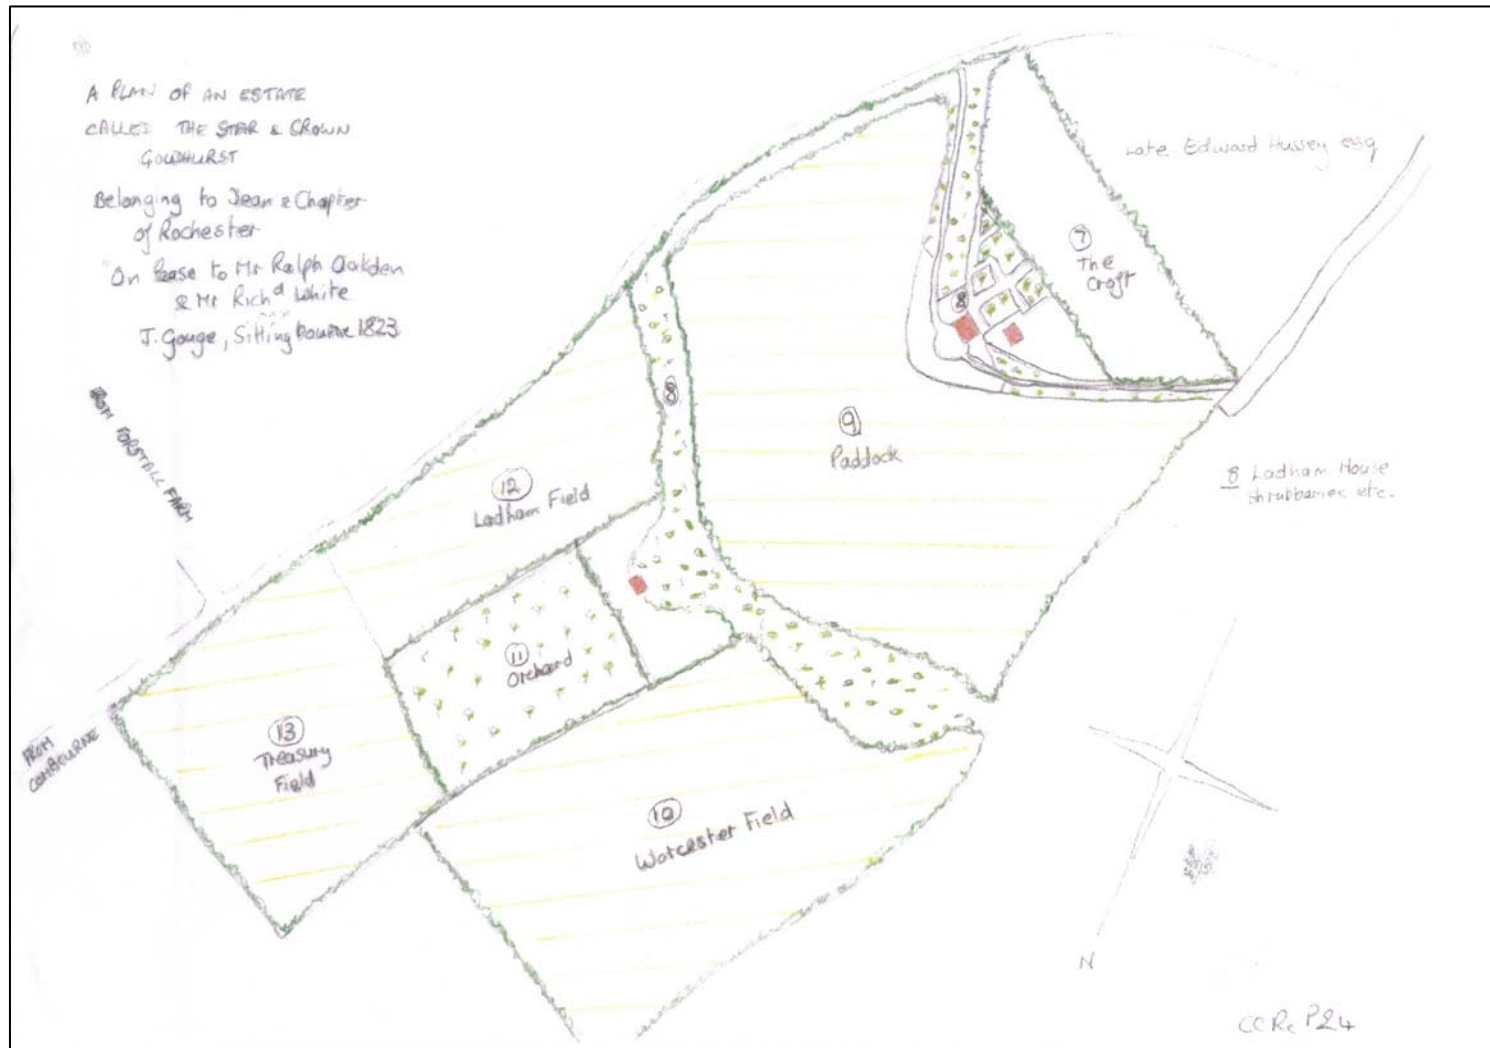 A PLAN OF AN ESTATE
CALLED THE STAR & CROWN
GOUDHURST
Belonging to Dean & Chapter
of Rochester
On lease to Mr Ralph Oakden
& Mr Richd White
J. Gouge, Sittingbourne 1823
Late Edward Hussey esq
7
The
Croft
8
8
9
Paddock
8 Ladham House
shrubberies etc.
12
Ladham Field
FROM FORSTALL FARM
11
Orchard
13
Treasury
Field
FROM
COMBOURNE
10
Worcester Field
N
CCRc P24